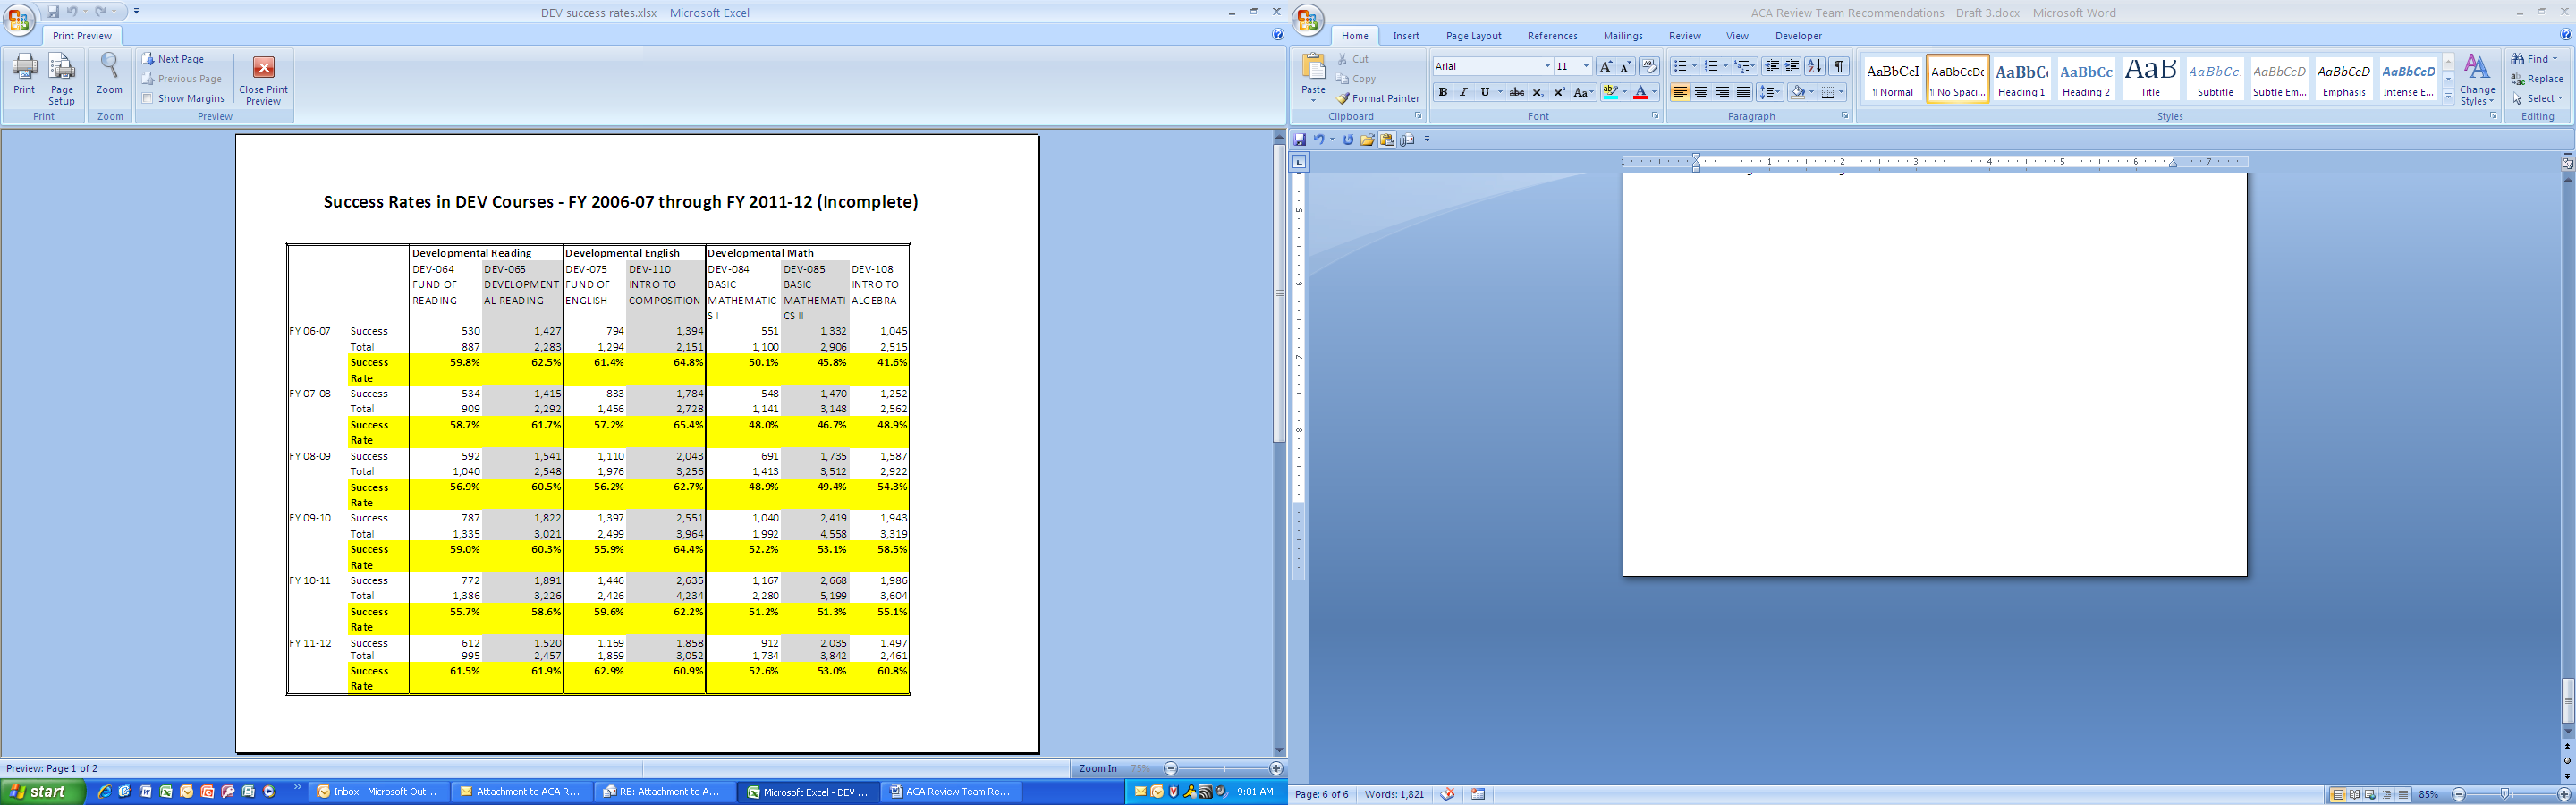 DEV success rates.xlsx - Microsoft Excel
Print Preview
Print
Page Setup
Zoom
Next Page
Previous Page
Show Margins
Close Print Preview
Print Zoom Preview
Success Rates in DEV Courses - FY 2006-07 through FY 2011-12 (Incomplete)
Developmental Reading Developmental English Developmental Math
DEV-064 DEV-065 DEV-075 DEV-110 DEV-084 DEV-085 DEV-108
FUND OF DEVELOPMENT FUND OF INTRO TO BASIC BASIC INTRO TO
READING AL READING ENGLISH COMPOSITION MATHEMATIC MATHEMATI ALGEBRA
S I CS II
FY 06-07 Success 530 1,427 794 1,394 551 1,332 1,045
Total 887 2,283 1,294 2,151 1,100 2,906 2,515
Success 59.8% 62.5% 61.4% 64.8% 50.1% 45.8% 41.6%
Rate
FY 07-08 Success 534 1,415 833 1,784 548 1,470 1,252
Total 909 2,292 1,456 2,728 1,141 3,148 2,562
Success 58.7% 61.7% 57.2% 65.4% 48.0% 46.7% 48.9%
Rate
FY 08-09 Success 592 1,541 1,110 2,043 691 1,735 1,587
Total 1,040 2,548 1,976 3,256 1,413 3,512 2,922
Success 56.9% 60.5% 56.2% 62.7% 48.9% 49.4% 54.3%
Rate
FY 09-10 Success 787 1,822 1,397 2,551 1,040 2,419 1,943
Total 1,335 3,021 2,499 3,964 1,992 4,558 3,319
Success 59.0% 60.3% 55.9% 64.4% 52.2% 53.1% 58.5%
Rate
FY 10-11 Success 772 1,891 1,446 2,635 1,167 2,668 1,986
Total 1,386 3,226 2,426 4,234 2,280 5,199 3,604
Success 55.7% 58.6% 59.6% 62.2% 51.2% 51.3% 55.1%
Rate
FY 11-12 Success 612 1,520 1,169 1,858 912 2,035 1,497
Total 995 2,457 1,859 3,052 1,734 3,842 2,461
Success 61.5% 61.9% 62.9% 60.9% 52.6% 53.0% 60.8%
Rate
Preview: Page 1 of 2
Zoom In 75%
ACA Review Team Recommendations - Draft 3.docx - Microsoft Word
Home Insert Page Layout References Mailings Review View Developer
Paste
Cut
Copy
Format Painter
Arial 11
AaBbCcI AaBbCcDc AaBbC AaBbCc AaB AaBbCc. AaBbCcD AaBbCcD AaBbCcD
¶ Normal ¶ No Spaci... Heading 1 Heading 2 Title Subtitle Subtle Em... Emphasis Intense E...
Change Styles
Find
Replace
Select
Clipboard Font Paragraph Styles Editing
1 1 2 3 4 5 6 7
5
6
7
8
Page: 6 of 6 Words: 1,821
85%
start
Inbox - Microsoft Out...
Attachment to ACA R...
RE: Attachment to A...
Microsoft Excel - DEV ...
ACA Review Team Re...
9:01 AM